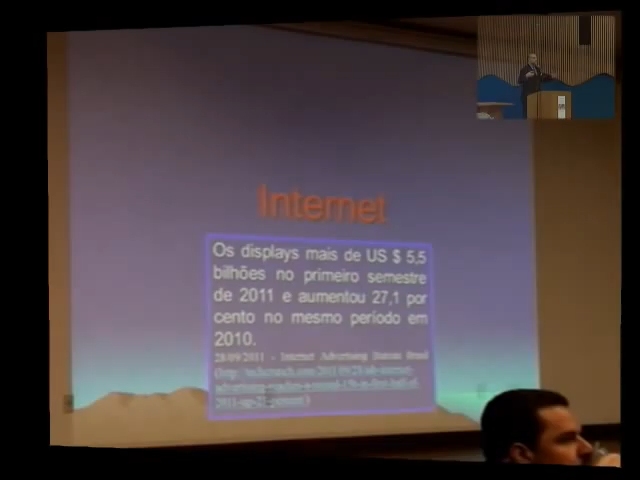 Internet
Os displays mais de US $ 5,5
bilhões no primeiro semestre
de 2011 e aumentou 27,1 por
cento no mesmo período em
2010.
28/09/2011 - Internet Advertising Bureau